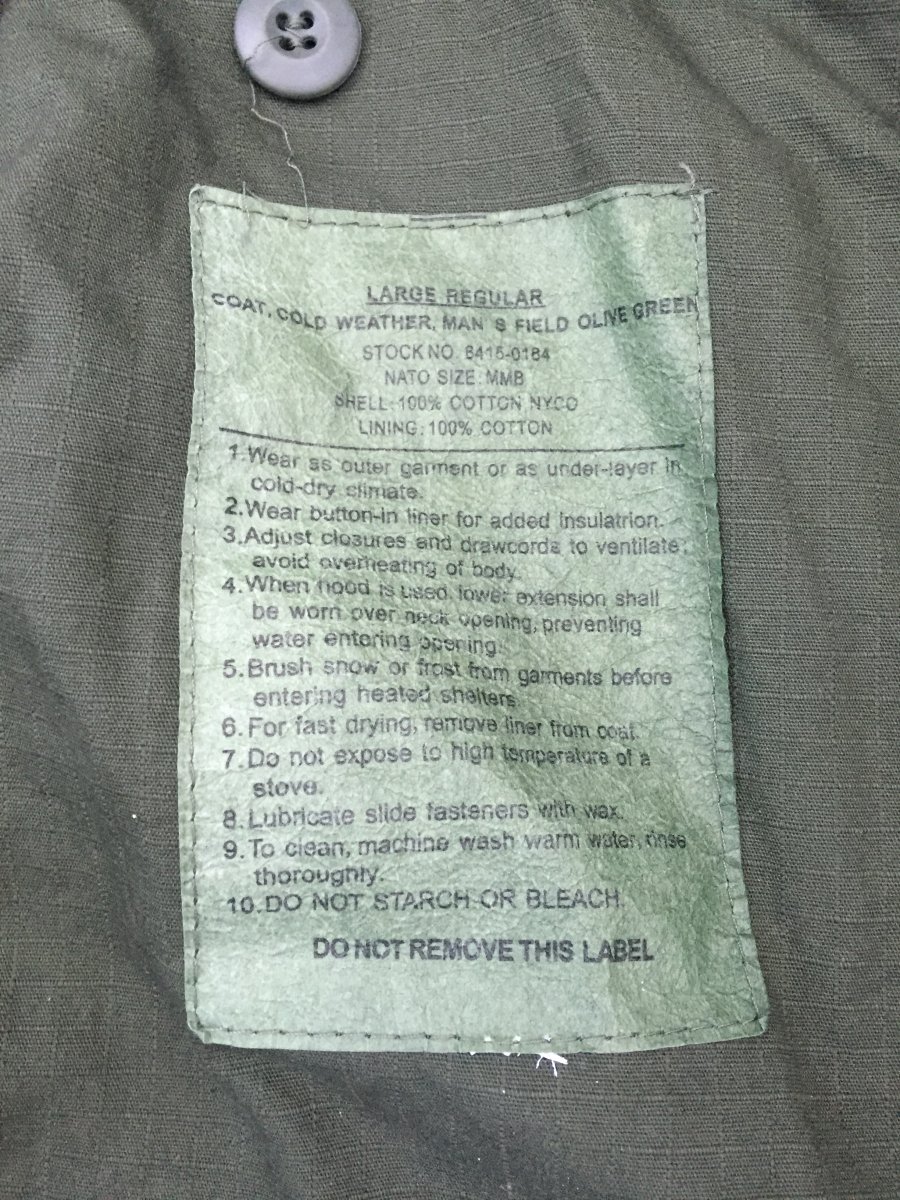 LARGE REGULAR
COAT, COLD WEATHER, MAN S FIELD OLIVE GREEN
STOCK NO. 8415-0184
NATO SIZE: MMB
SHELL: 100% COTTON NYCO
LINING: 100% COTTON
1.Wear as outer garment or as under-layer in
cold-dry climate.
2.Wear button-in liner for added insulatrion.
3.Adjust closures and drawcords to ventilate;
avoid overheating of body.
4.When hood is used, lower extension shall
be worn over neck opening, preventing
water entering opening.
5.Brush snow or frost from garments before
entering heated shelters.
6.For fast drying, remove liner from coat.
7.Do not expose to high temperature of a
stove.
8.Lubricate slide fasteners with wax.
9.To clean, machine wash warm water, rinse
thoroughly.
10.DO NOT STARCH OR BLEACH.
DO NOT REMOVE THIS LABEL